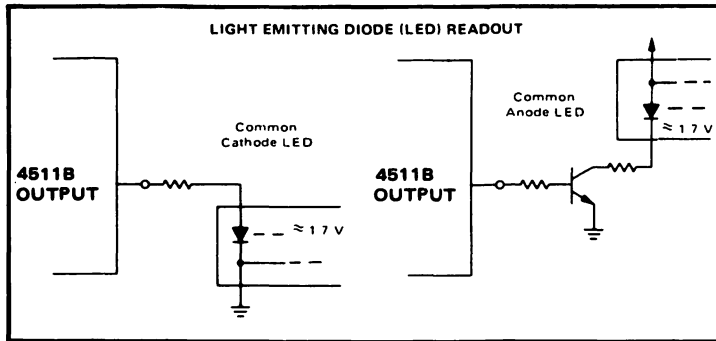 LIGHT EMITTING DIODE (LED) READOUT
Common
Cathode LED
4511B
OUTPUT
≈ 1 7 V
Common
Anode LED
4511B
OUTPUT
≈ 1 7 V